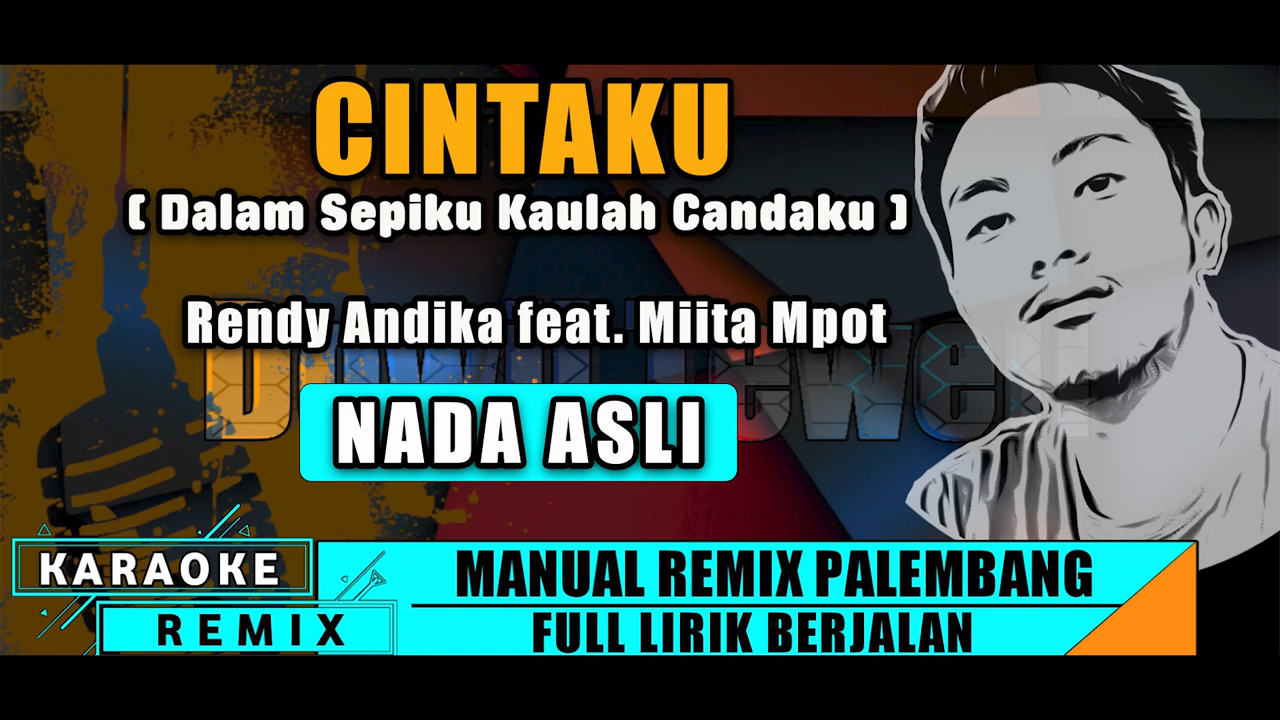 CINTAKU
( Dalam Sepiku Kaulah Candaku )
Rendy Andika feat. Miita Mpot
NADA ASLI
KARAOKE
REMIX
MANUAL REMIX PALEMBANG
FULL LIRIK BERJALAN